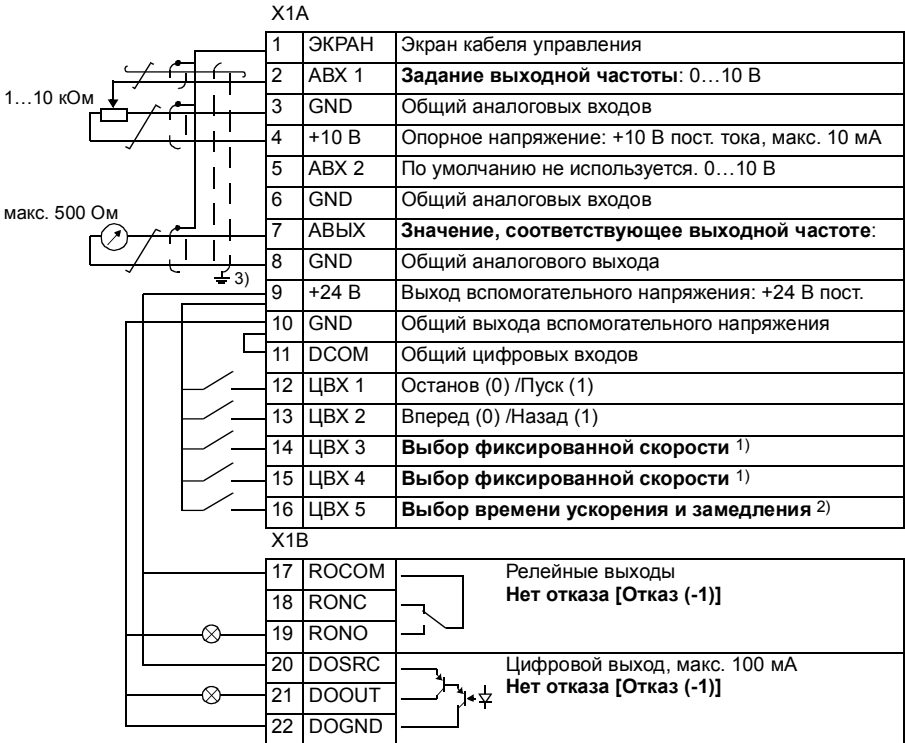 X1A
1 ЭКРАН Экран кабеля управления
2 АВХ 1 Задание выходной частоты: 0…10 В
1…10 кОм
3 GND Общий аналоговых входов
4 +10 В Опорное напряжение: +10 В пост. тока, макс. 10 мА
5 АВХ 2 По умолчанию не используется. 0…10 В
6 GND Общий аналоговых входов
макс. 500 Ом
7 АВЫХ Значение, соответствующее выходной частоте:
8 GND Общий аналогового выхода
3)
9 +24 В Выход вспомогательного напряжения: +24 В пост.
10 GND Общий выхода вспомогательного напряжения
11 DCOM Общий цифровых входов
12 ЦВХ 1 Останов (0) /Пуск (1)
13 ЦВХ 2 Вперед (0) /Назад (1)
14 ЦВХ 3 Выбор фиксированной скорости 1)
15 ЦВХ 4 Выбор фиксированной скорости 1)
16 ЦВХ 5 Выбор времени ускорения и замедления 2)
X1B
17 ROCOM Релейные выходы
Нет отказа [Отказ (-1)]
18 RONC
19 RONO
20 DOSRC Цифровой выход, макс. 100 мА
21 DOOUT Нет отказа [Отказ (-1)]
22 DOGND